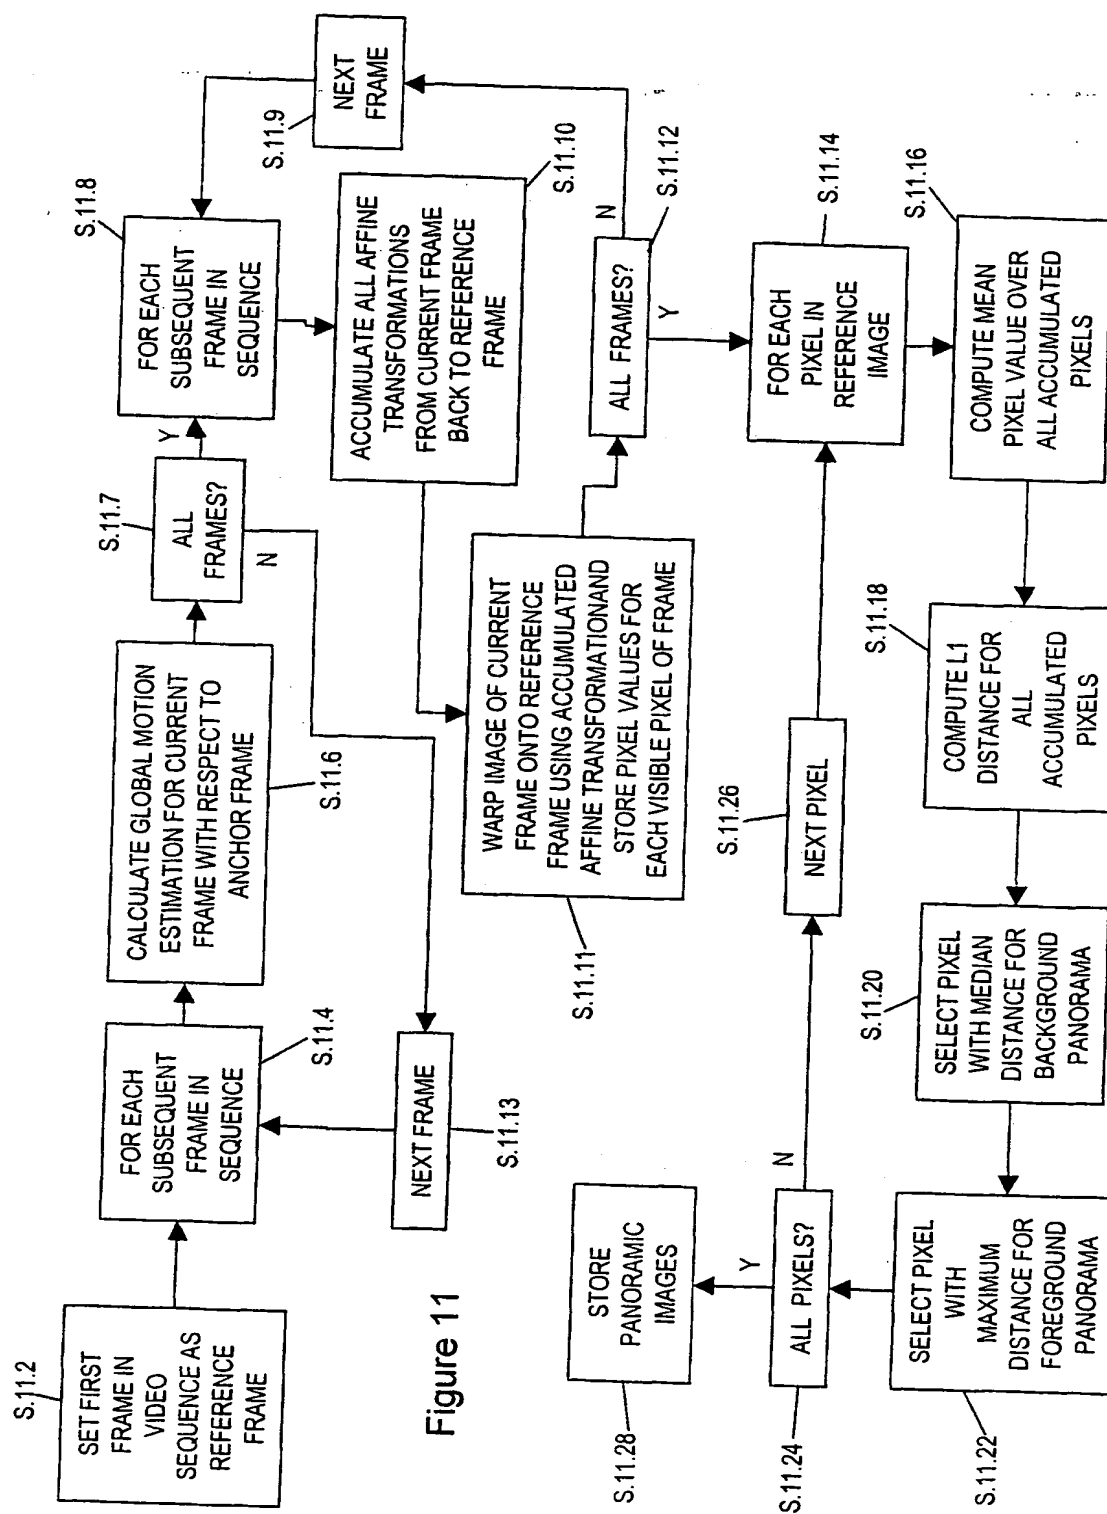 S.11.2
SET FIRST
FRAME IN
VIDEO
SEQUENCE AS
REFERENCE
FRAME
FOR EACH
SUBSEQUENT
FRAME IN
SEQUENCE
S.11.4
CALCULATE GLOBAL MOTION
ESTIMATION FOR CURRENT
FRAME WITH RESPECT TO
ANCHOR FRAME
S.11.6
S.11.7
ALL
FRAMES?
Y
N
S.11.8
FOR EACH
SUBSEQUENT
FRAME IN
SEQUENCE
S.11.9
NEXT
FRAME
NEXT FRAME
S.11.13
ACCUMULATE ALL AFFINE
TRANSFORMATIONS
FROM CURRENT FRAME
BACK TO REFERENCE
FRAME
S.11.10
WARP IMAGE OF CURRENT
FRAME ONTO REFERENCE
FRAME USING ACCUMULATED
AFFINE TRANSFORMATIONAND
STORE PIXEL VALUES FOR
EACH VISIBLE PIXEL OF FRAME
S.11.11
ALL FRAMES?
S.11.12
N
Y
Figure 11
FOR EACH
PIXEL IN
REFERENCE
IMAGE
S.11.14
COMPUTE MEAN
PIXEL VALUE OVER
ALL ACCUMULATED
PIXELS
S.11.16
S.11.18
COMPUTE L1
DISTANCE FOR
ALL
ACCUMULATED
PIXELS
S.11.20
SELECT PIXEL
WITH MEDIAN
DISTANCE FOR
BACKGROUND
PANORAMA
SELECT PIXEL
WITH
MAXIMUM
DISTANCE FOR
FOREGROUND
PANORAMA
S.11.22
ALL PIXELS?
S.11.24
N
Y
NEXT PIXEL
S.11.26
STORE
PANORAMIC
IMAGES
S.11.28